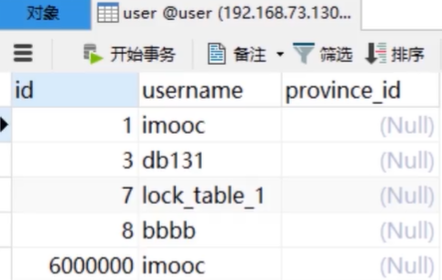 对象 user @user (192.168.73.130...
开始事务 备注 筛选 排序
id username province_id
1 imooc (Null)
3 db131 (Null)
7 lock_table_1 (Null)
8 bbbb (Null)
6000000 imooc (Null)